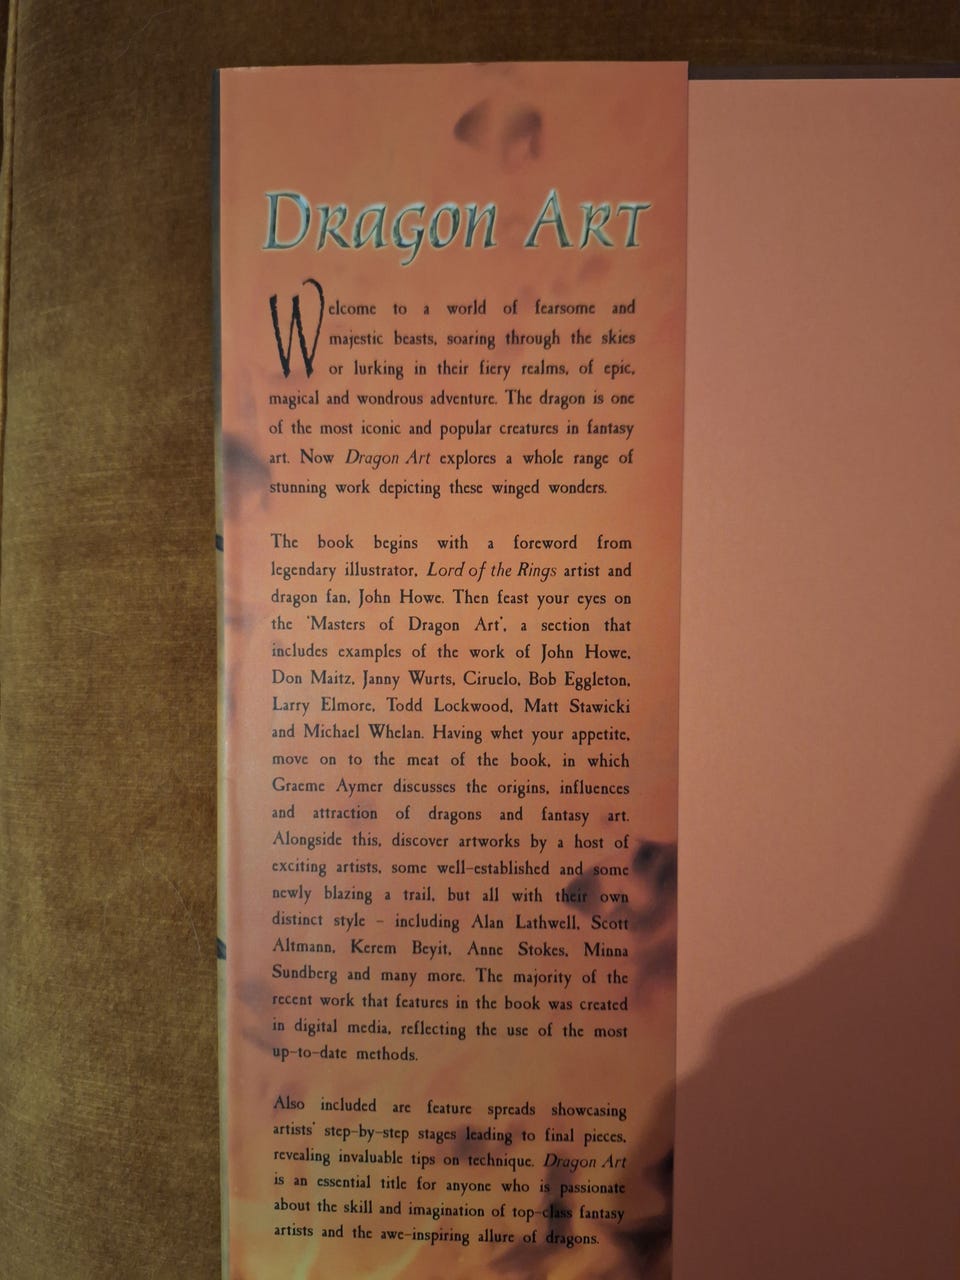 Dragon Art
Welcome to a world of fearsome and
majestic beasts, soaring through the skies
or lurking in their fiery realms, of epic,
magical and wondrous adventure. The dragon is one
of the most iconic and popular creatures in fantasy
art. Now Dragon Art explores a whole range of
stunning work depicting these winged wonders.
The book begins with a foreword from
legendary illustrator, Lord of the Rings artist and
dragon fan, John Howe. Then feast your eyes on
the 'Masters of Dragon Art', a section that
includes examples of the work of John Howe,
Don Maitz, Janny Wurts, Ciruelo, Bob Eggleton,
Larry Elmore, Todd Lockwood, Matt Stawicki
and Michael Whelan. Having whet your appetite,
move on to the meat of the book, in which
Graeme Aymer discusses the origins, influences
and attraction of dragons and fantasy art.
Alongside this, discover artworks by a host of
exciting artists, some well-established and some
newly blazing a trail, but all with their own
distinct style – including Alan Lathwell, Scott
Altmann, Kerem Beyit, Anne Stokes, Minna
Sundberg and many more. The majority of the
recent work that features in the book was created
in digital media, reflecting the use of the most
up-to-date methods.
Also included are feature spreads showcasing
artists' step-by-step stages leading to final pieces,
revealing invaluable tips on technique. Dragon Art
is an essential title for anyone who is passionate
about the skill and imagination of top-class fantasy
artists and the awe-inspiring allure of dragons.